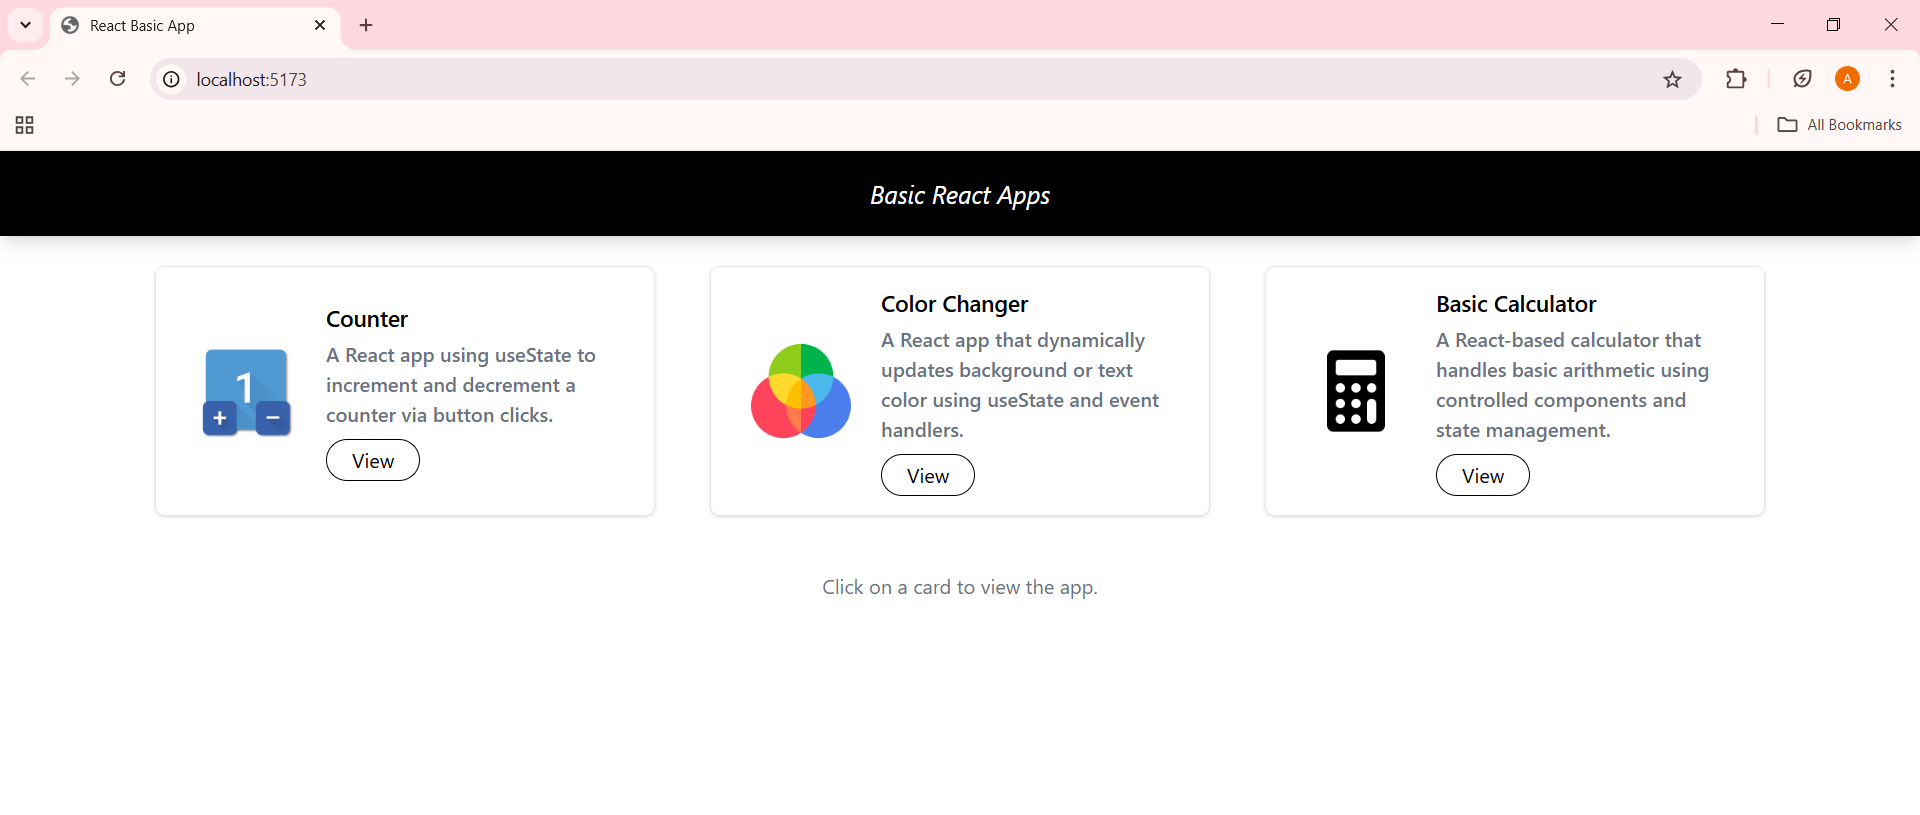 React Basic App
localhost:5173
A
All Bookmarks
Basic React Apps
1
+ −
Counter
A React app using useState to
increment and decrement a
counter via button clicks.
View
Color Changer
A React app that dynamically
updates background or text
color using useState and event
handlers.
View
Basic Calculator
A React-based calculator that
handles basic arithmetic using
controlled components and
state management.
View
Click on a card to view the app.